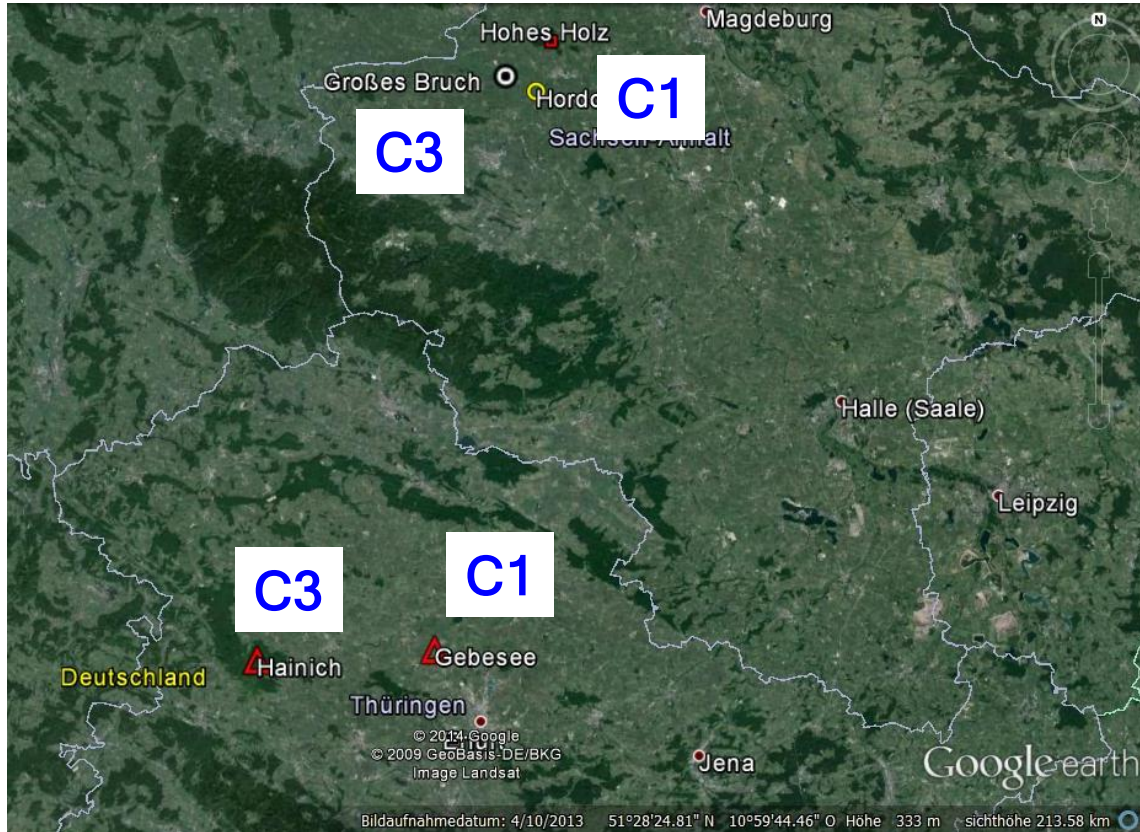 Magdeburg
N
Hohes Holz
Großes Bruch
C1
Sachsen-Anhalt
C3
Halle (Saale)
Leipzig
C1
C3
Gebesee
Hainich
Deutschland
Thüringen
© 2014 Google
© 2009 GeoBasis-DE/BKG
Image Landsat
Jena
Google earth
Bildaufnahmedatum: 4/10/2013 51°28'24.81" N 10°59'44.46" O Höhe 333 m sichthöhe 213.58 km